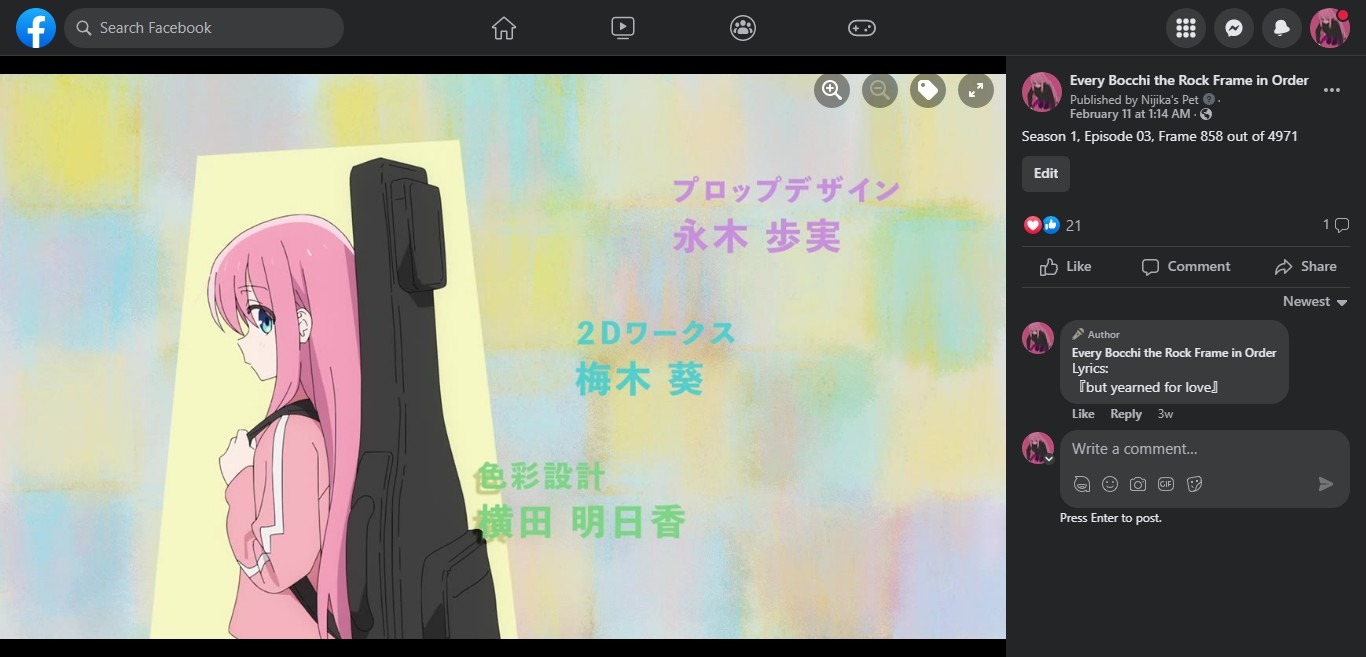 Search Facebook
プロップデザイン
永木 歩実
2Dワークス
梅木 葵
色彩設計
横田 明日香
Every Bocchi the Rock Frame in Order
Published by Nijika's Pet ·
February 11 at 1:14 AM ·
Season 1, Episode 03, Frame 858 out of 4971
Edit
21
1
Like
Comment
Share
Newest
Author
Every Bocchi the Rock Frame in Order
Lyrics:
『but yearned for love』
Like Reply 3w
Write a comment...
GIF
Press Enter to post.